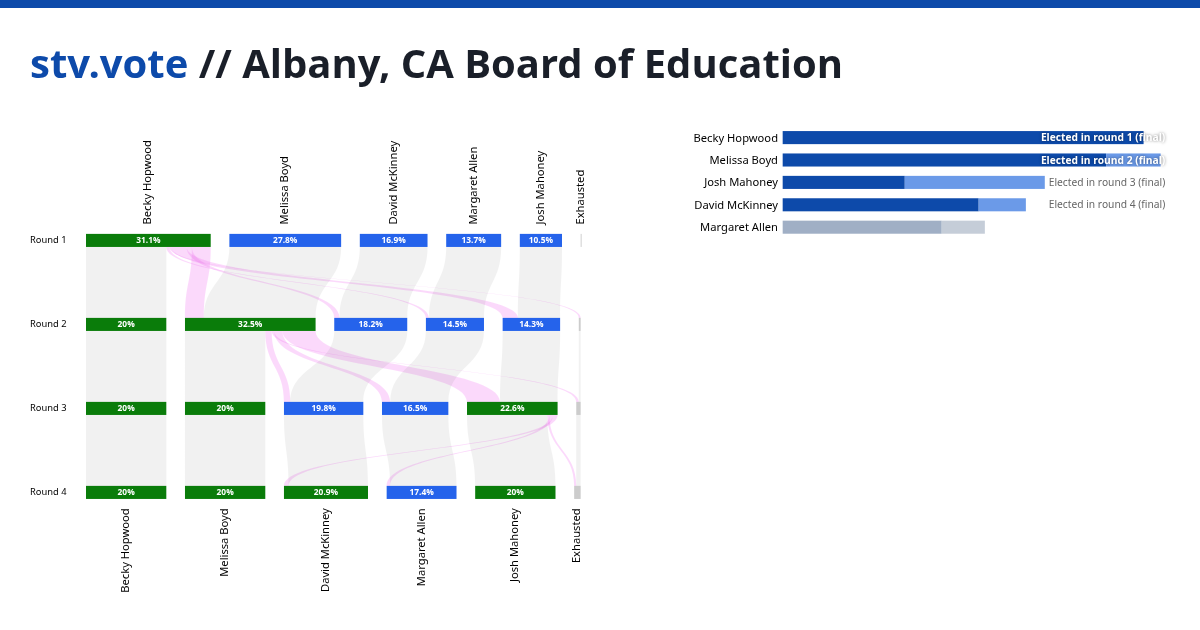 stv.vote // Albany, CA Board of Education
Becky Hopwood
Melissa Boyd
David McKinney
Margaret Allen
Josh Mahoney
Exhausted
Round 1
31.1%
27.8%
16.9%
13.7%
10.5%
Round 2
20%
32.5%
18.2%
14.5%
14.3%
Round 3
20%
20%
19.8%
16.5%
22.6%
Round 4
20%
20%
20.9%
17.4%
20%
Becky Hopwood
Melissa Boyd
David McKinney
Margaret Allen
Josh Mahoney
Exhausted
Becky Hopwood Elected in round 1 (final)
Melissa Boyd Elected in round 2 (final)
Josh Mahoney Elected in round 3 (final)
David McKinney Elected in round 4 (final)
Margaret Allen